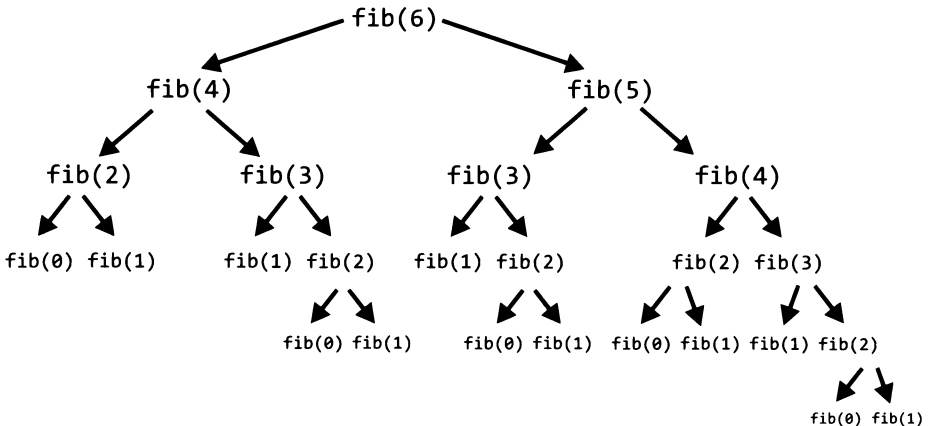 fib(6)
fib(4) fib(5)
fib(2) fib(3) fib(3) fib(4)
fib(0) fib(1) fib(1) fib(2) fib(1) fib(2) fib(2) fib(3)
fib(0) fib(1) fib(0) fib(1) fib(0) fib(1) fib(1) fib(2)
fib(0) fib(1)